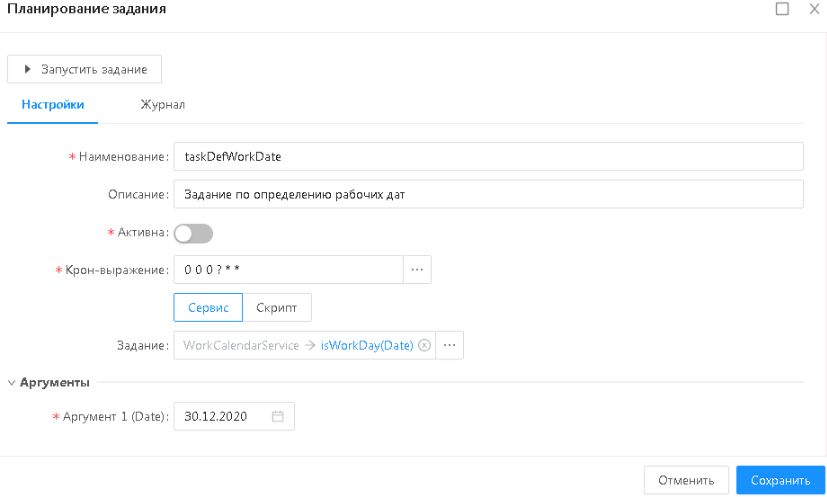 Планирование задания
Запустить задание
Настройки Журнал
* Наименование: taskDefWorkDate
Описание: Задание по определению рабочих дат
* Активна:
* Крон-выражение: 0 0 0 ? * * ...
Сервис Скрипт
Задание: WorkCalendarService → isWorkDay(Date) ...
Аргументы
* Аргумент 1 (Date): 30.12.2020
Отменить Сохранить